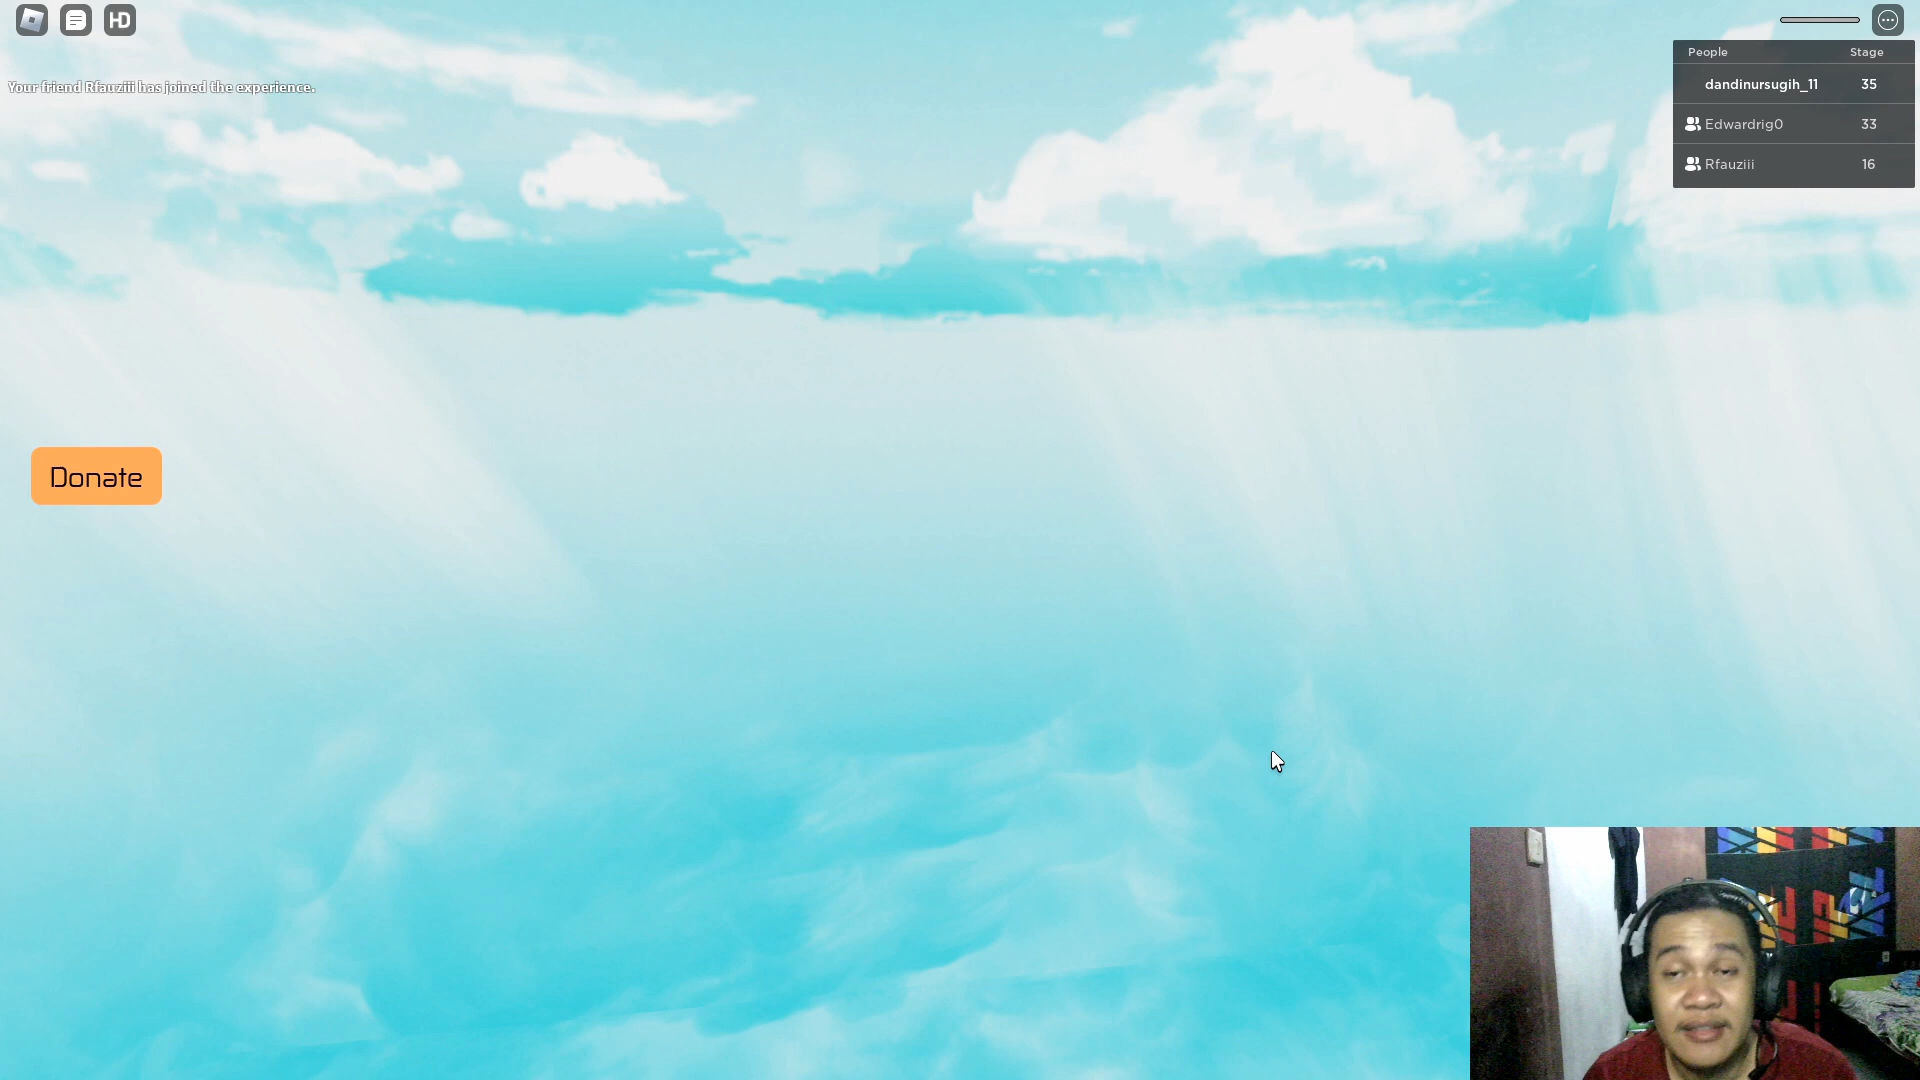 HD
Your friend Rfauziii has joined the experience.
People Stage
dandinursugih_11 35
Edwardrig0 33
Rfauziii 16
Donate